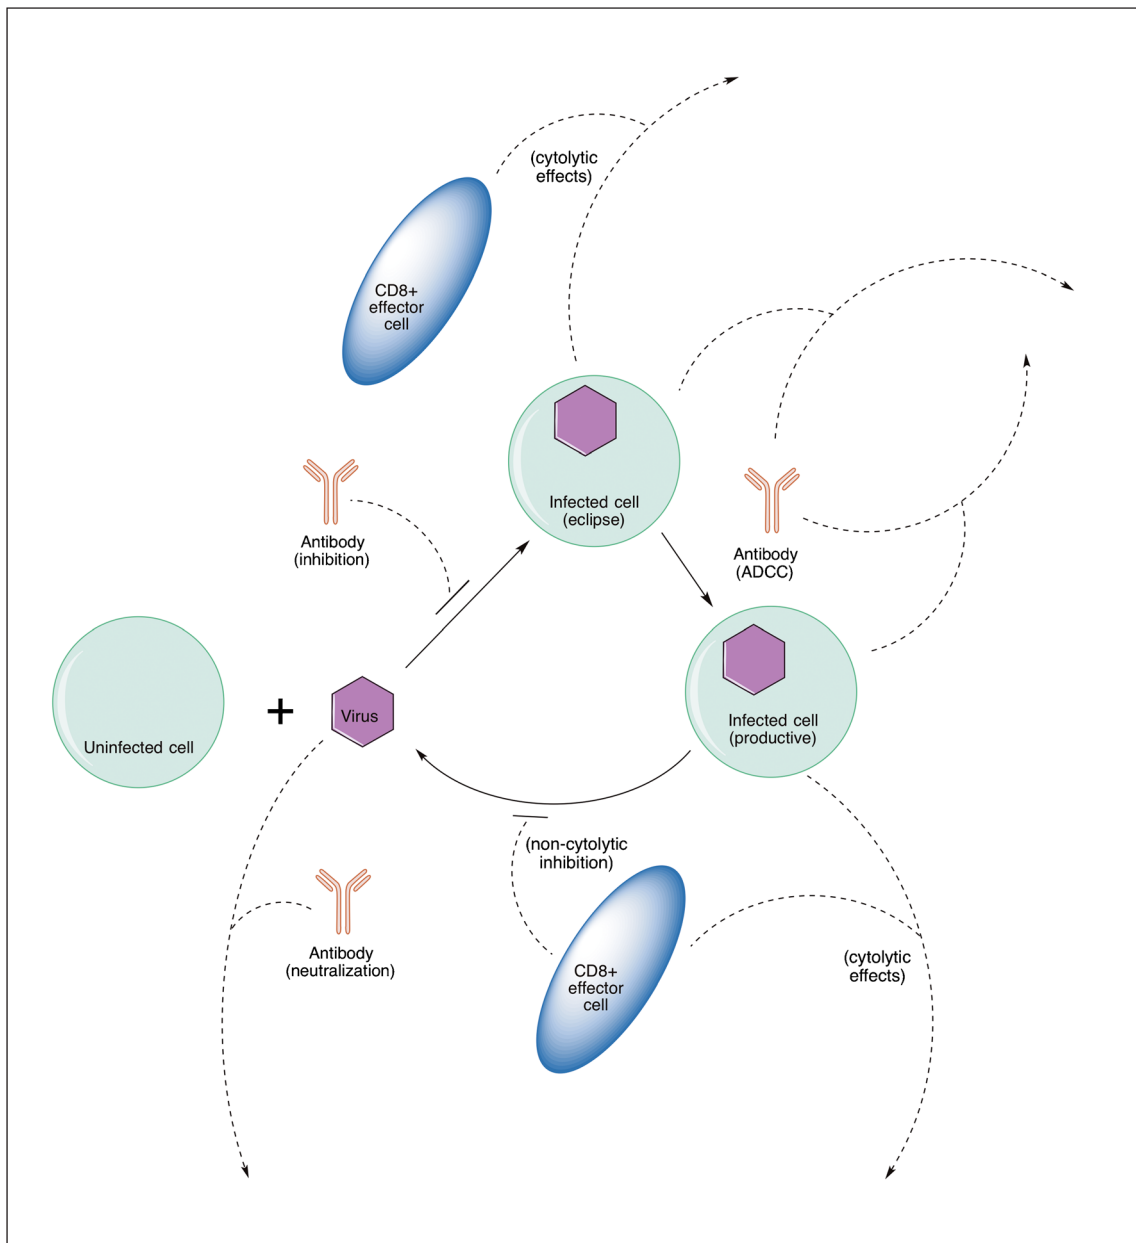 (cytolytic
effects)
CD8+
effector
cell
Infected cell
(eclipse)
Antibody
(inhibition)
Antibody
(ADCC)
Uninfected cell
+
Virus
Infected cell
(productive)
(non-cytolytic
inhibition)
Antibody
(neutralization)
CD8+
effector
cell
(cytolytic
effects)